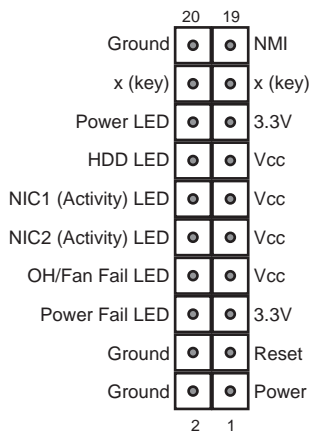 20 19
Ground NMI
x (key) x (key)
Power LED 3.3V
HDD LED Vcc
NIC1 (Activity) LED Vcc
NIC2 (Activity) LED Vcc
OH/Fan Fail LED Vcc
Power Fail LED 3.3V
Ground Reset
Ground Power
2 1